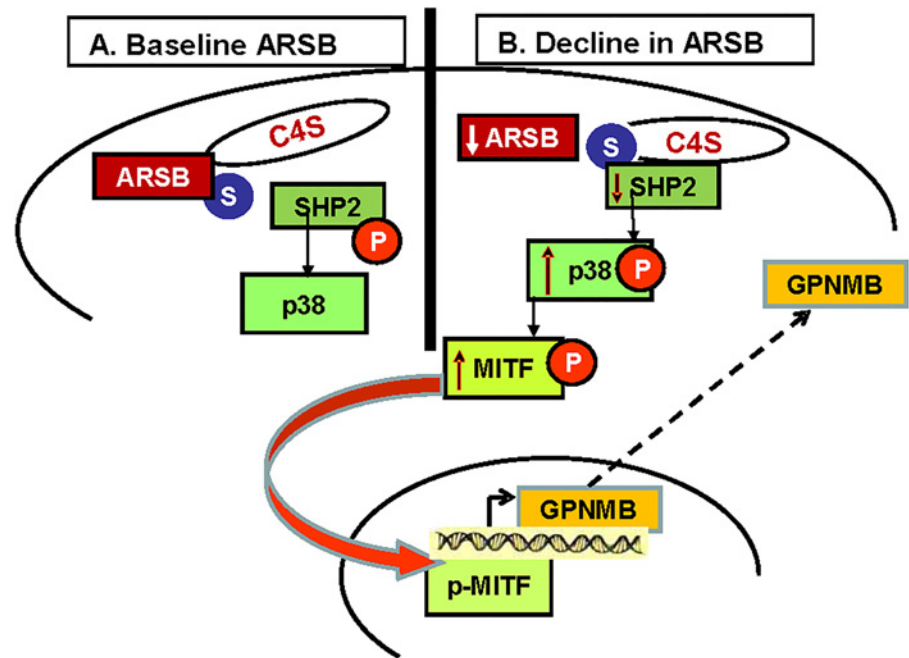 A. Baseline ARSB
C4S
ARSB
S
SHP2
P
p38
B. Decline in ARSB
ARSB
S
C4S
SHP2
p38
P
MITF
P
GPNMB
GPNMB
p-MITF